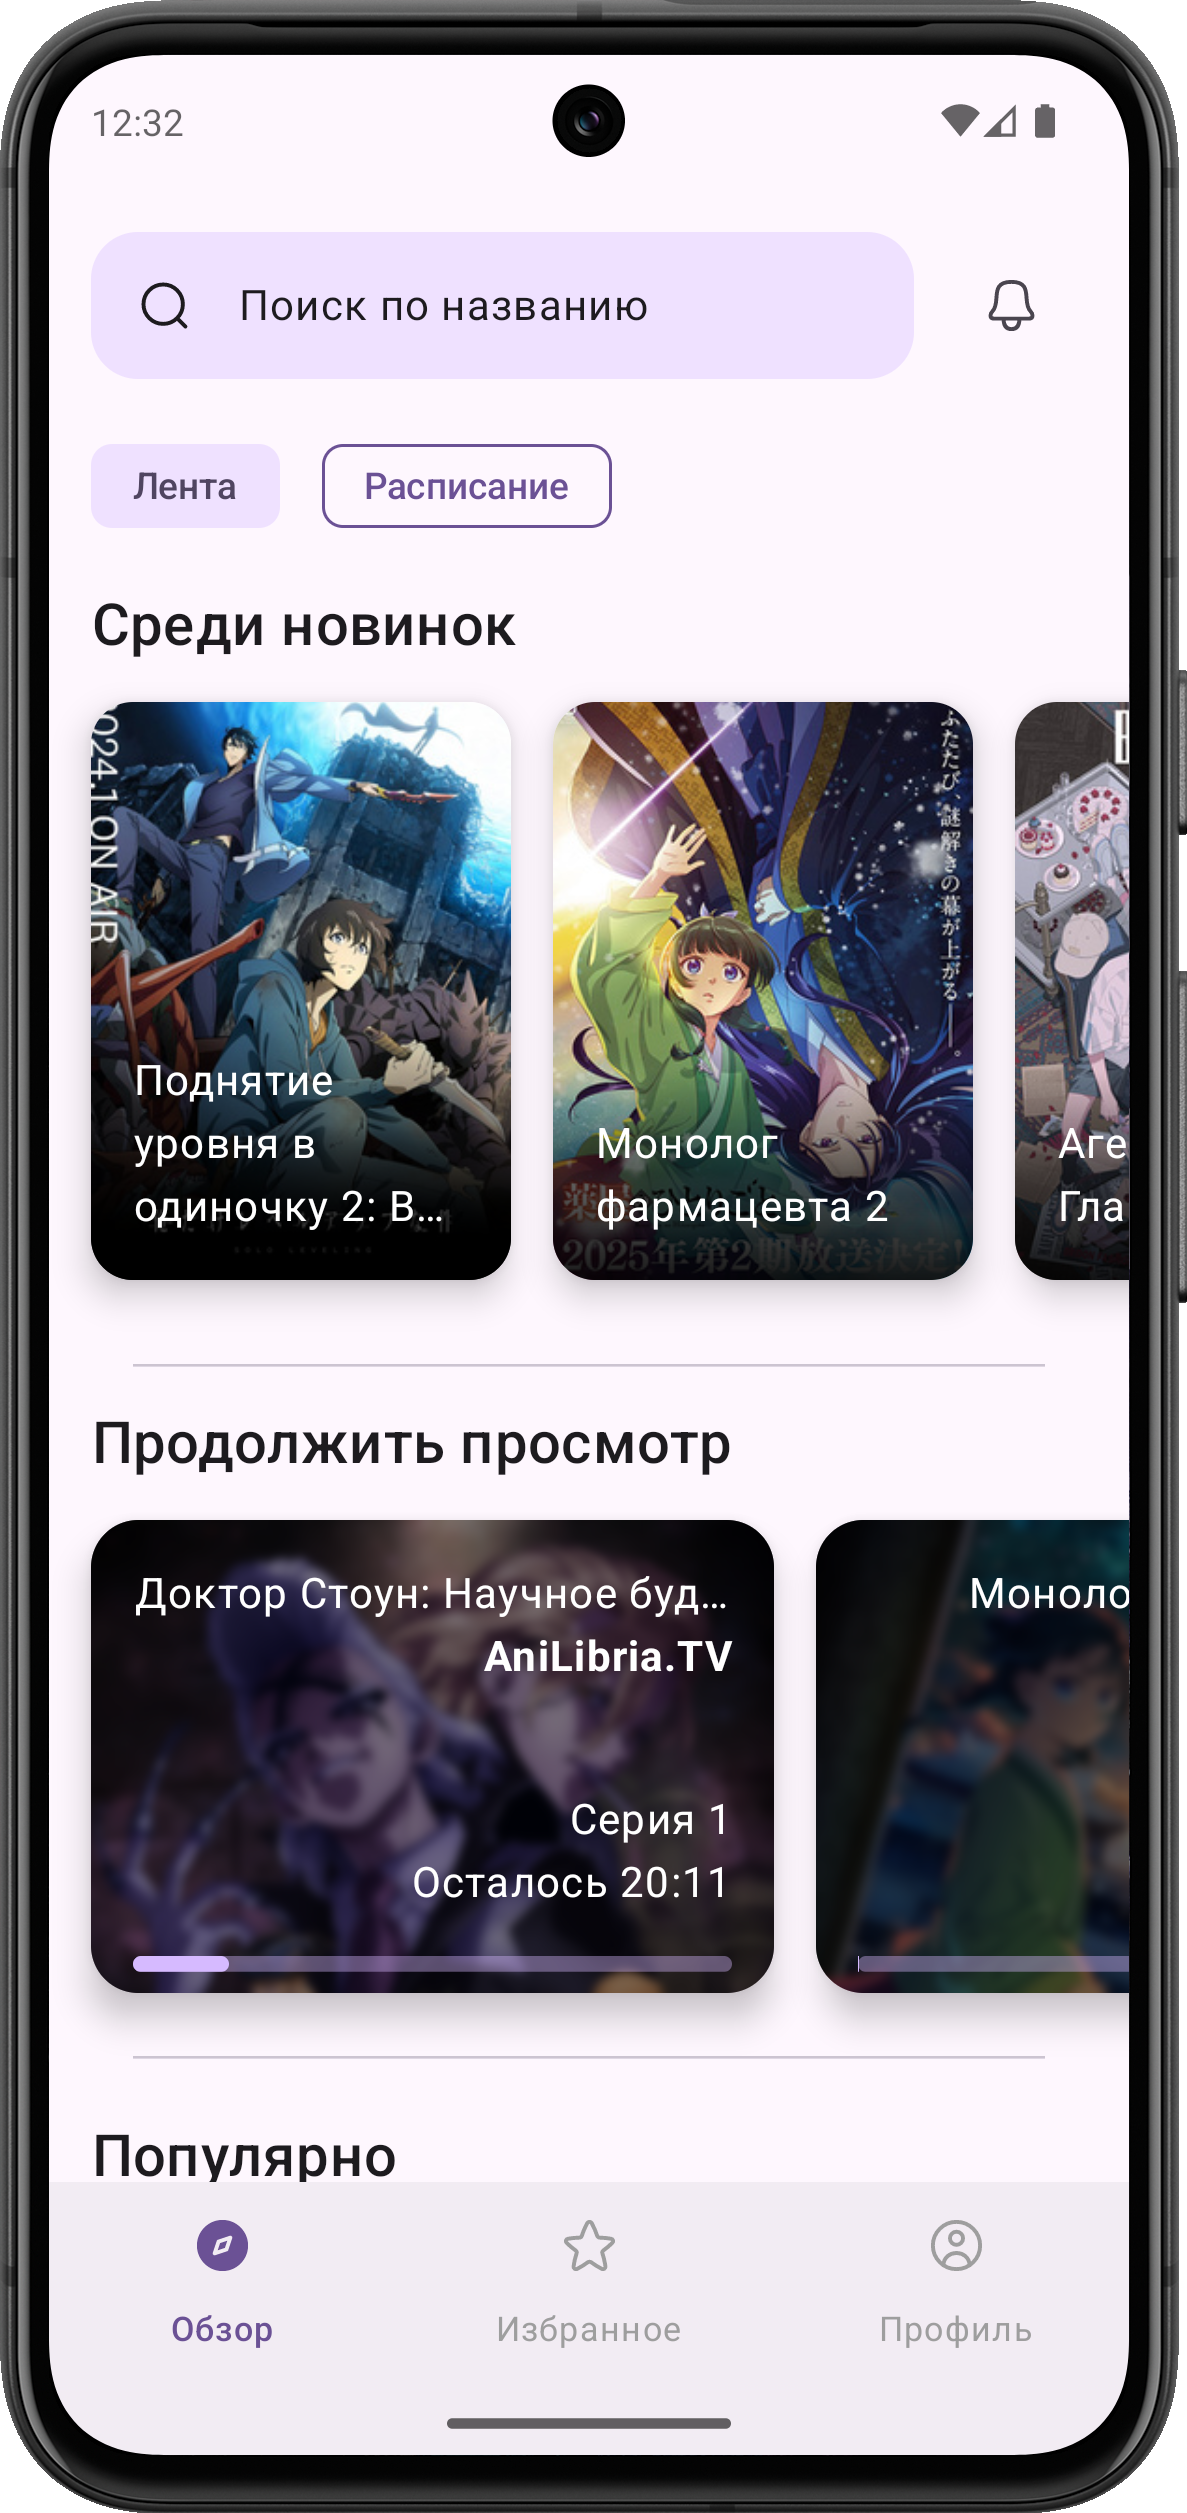 12:32
Поиск по названию
Лента
Расписание
Среди новинок
2024.1 ON AIR
Поднятие
уровня в
одиночку 2: В...
ふたたび、謎解きの幕が上がる――。
Монолог
фармацевта 2
2025年第2期放送決定!
Аге
Гла
Продолжить просмотр
Доктор Стоун: Научное буд...
AniLibria.TV
Серия 1
Осталось 20:11
Моноло
Популярно
Обзор
Избранное
Профиль